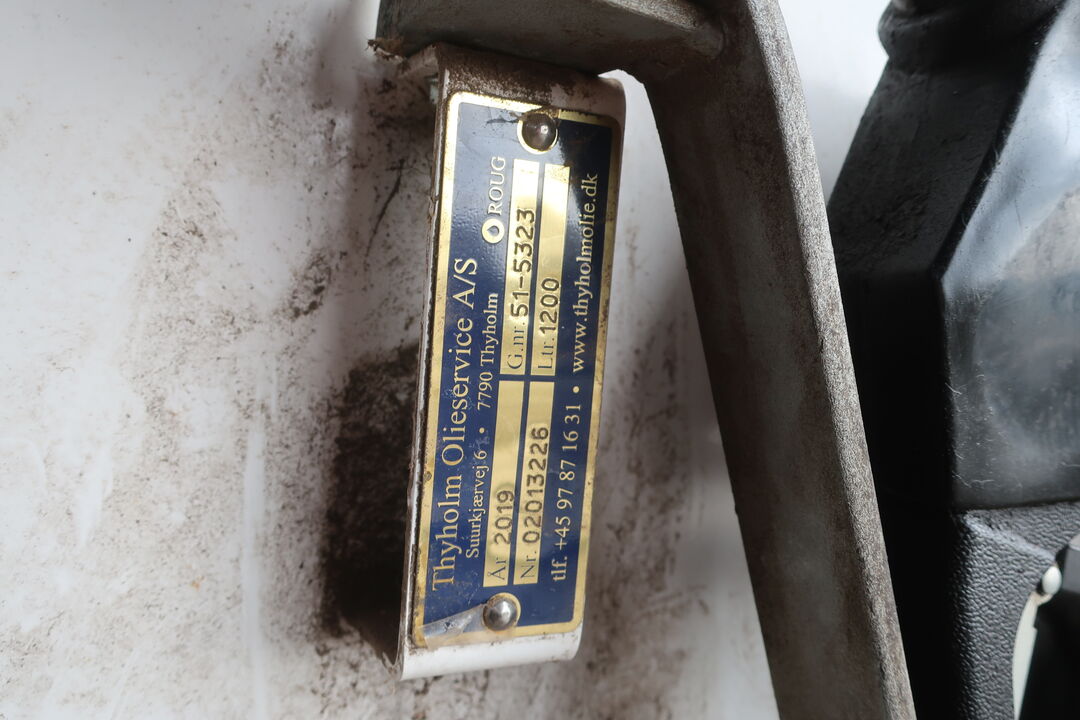 Thyholm Olieservice A/S
Suurkjærvej 6 • 7790 Thyholm
ROUG
År 2019 G.nr. 51-5323
Nr. 02013226 Ltr. 1200
tlf. +45 97 87 16 31 • www.thyholmolie.dk